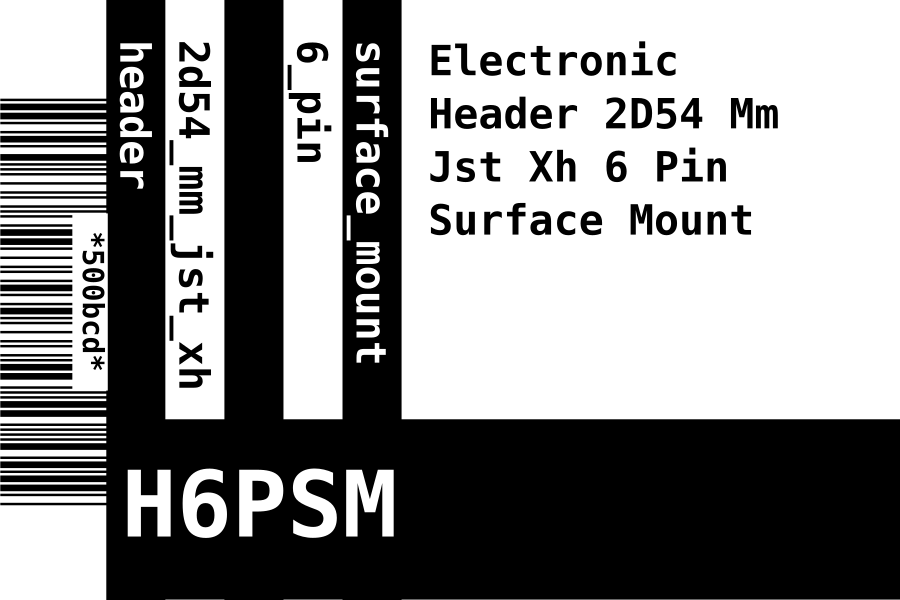 *500bcd*
header
2d54_mm_jst_xh
6_pin
surface_mount
Electronic
Header 2D54 Mm
Jst Xh 6 Pin
Surface Mount
H6PSM